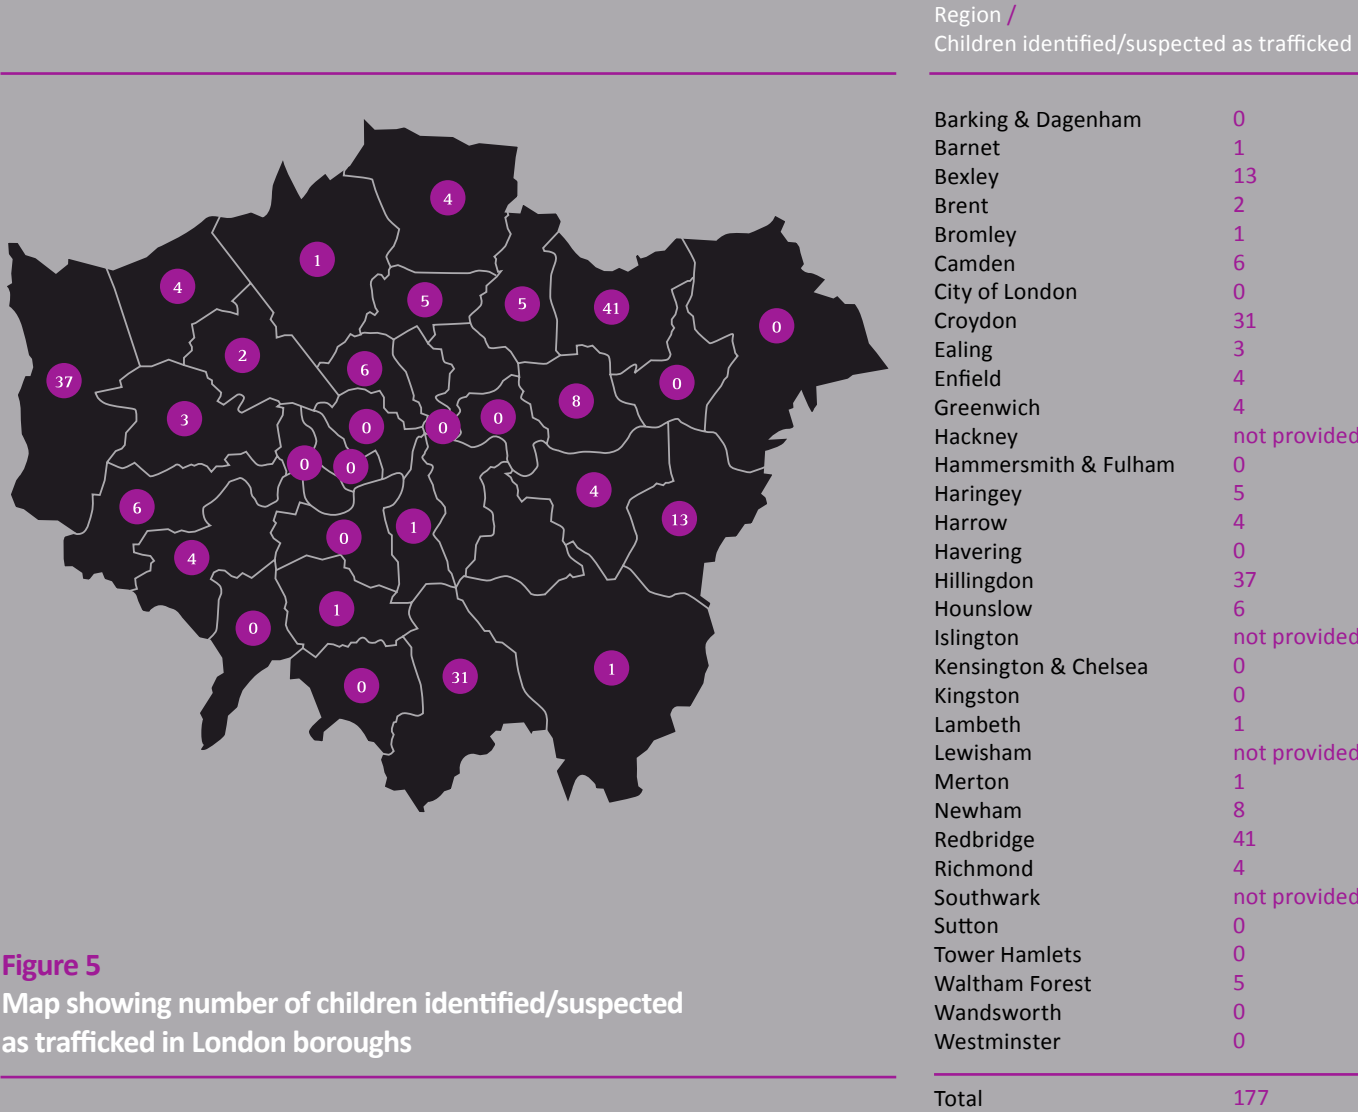 Region /
Children identified/suspected as trafficked
4
1
4
5
5
41
0
2
6
0
37
8
3
0
0
0
0
0
4
6
13
1
0
4
1
0
1
31
0
Barking & Dagenham 0
Barnet 1
Bexley 13
Brent 2
Bromley 1
Camden 6
City of London 0
Croydon 31
Ealing 3
Enfield 4
Greenwich 4
Hackney not provided
Hammersmith & Fulham 0
Haringey 5
Harrow 4
Havering 0
Hillingdon 37
Hounslow 6
Islington not provided
Kensington & Chelsea 0
Kingston 0
Lambeth 1
Lewisham not provided
Merton 1
Newham 8
Redbridge 41
Richmond 4
Southwark not provided
Sutton 0
Tower Hamlets 0
Waltham Forest 5
Wandsworth 0
Westminster 0
Total 177
Figure 5
Map showing number of children identified/suspected
as trafficked in London boroughs